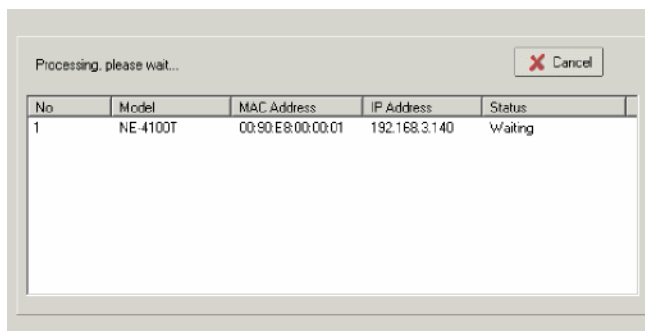 Processing, please wait...
Cancel
No Model MAC Address IP Address Status
1 NE-4100T 00:90:E8:00:00:01 192.168.3.140 Waiting